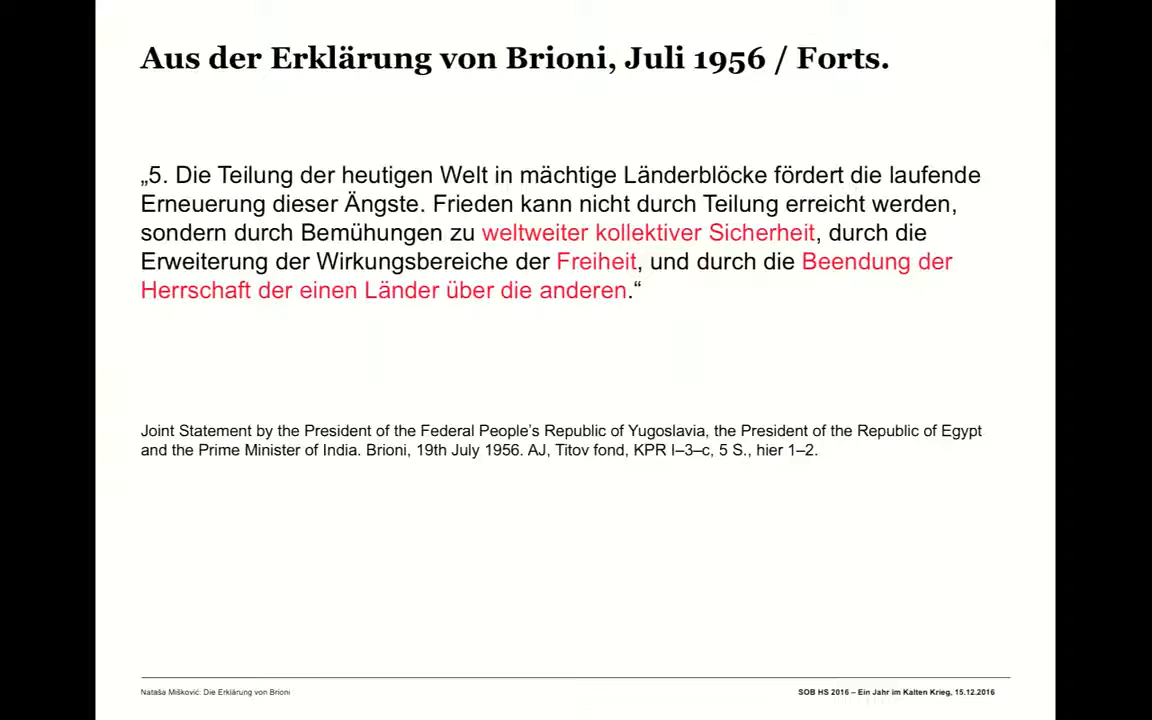 Aus der Erklärung von Brioni, Juli 1956 / Forts.
„5. Die Teilung der heutigen Welt in mächtige Länderblöcke fördert die laufende
Erneuerung dieser Ängste. Frieden kann nicht durch Teilung erreicht werden,
sondern durch Bemühungen zu weltweiter kollektiver Sicherheit, durch die
Erweiterung der Wirkungsbereiche der Freiheit, und durch die Beendung der
Herrschaft der einen Länder über die anderen.“
Joint Statement by the President of the Federal People’s Republic of Yugoslavia, the President of the Republic of Egypt
and the Prime Minister of India. Brioni, 19th July 1956. AJ, Titov fond, KPR I–3–c, 5 S., hier 1–2.
Nataša Mišković: Die Erklärung von Brioni
SOB HS 2016 – Ein Jahr im Kalten Krieg, 15.12.2016